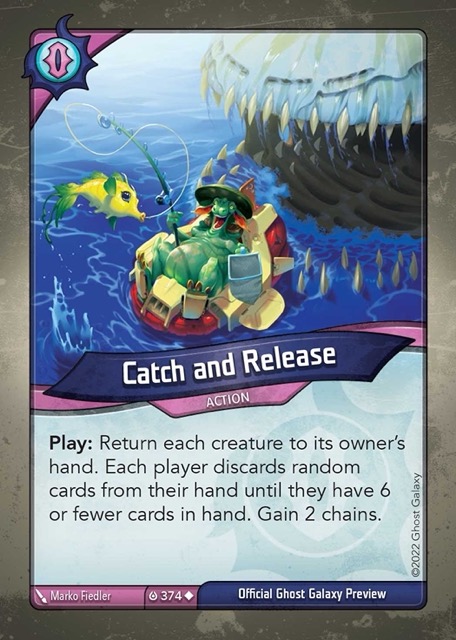 Catch and Release
ACTION
Play: Return each creature to its owner's
hand. Each player discards random
cards from their hand until they have 6
or fewer cards in hand. Gain 2 chains.
©2022 Ghost Galaxy
Marko Fiedler
374
Official Ghost Galaxy Preview